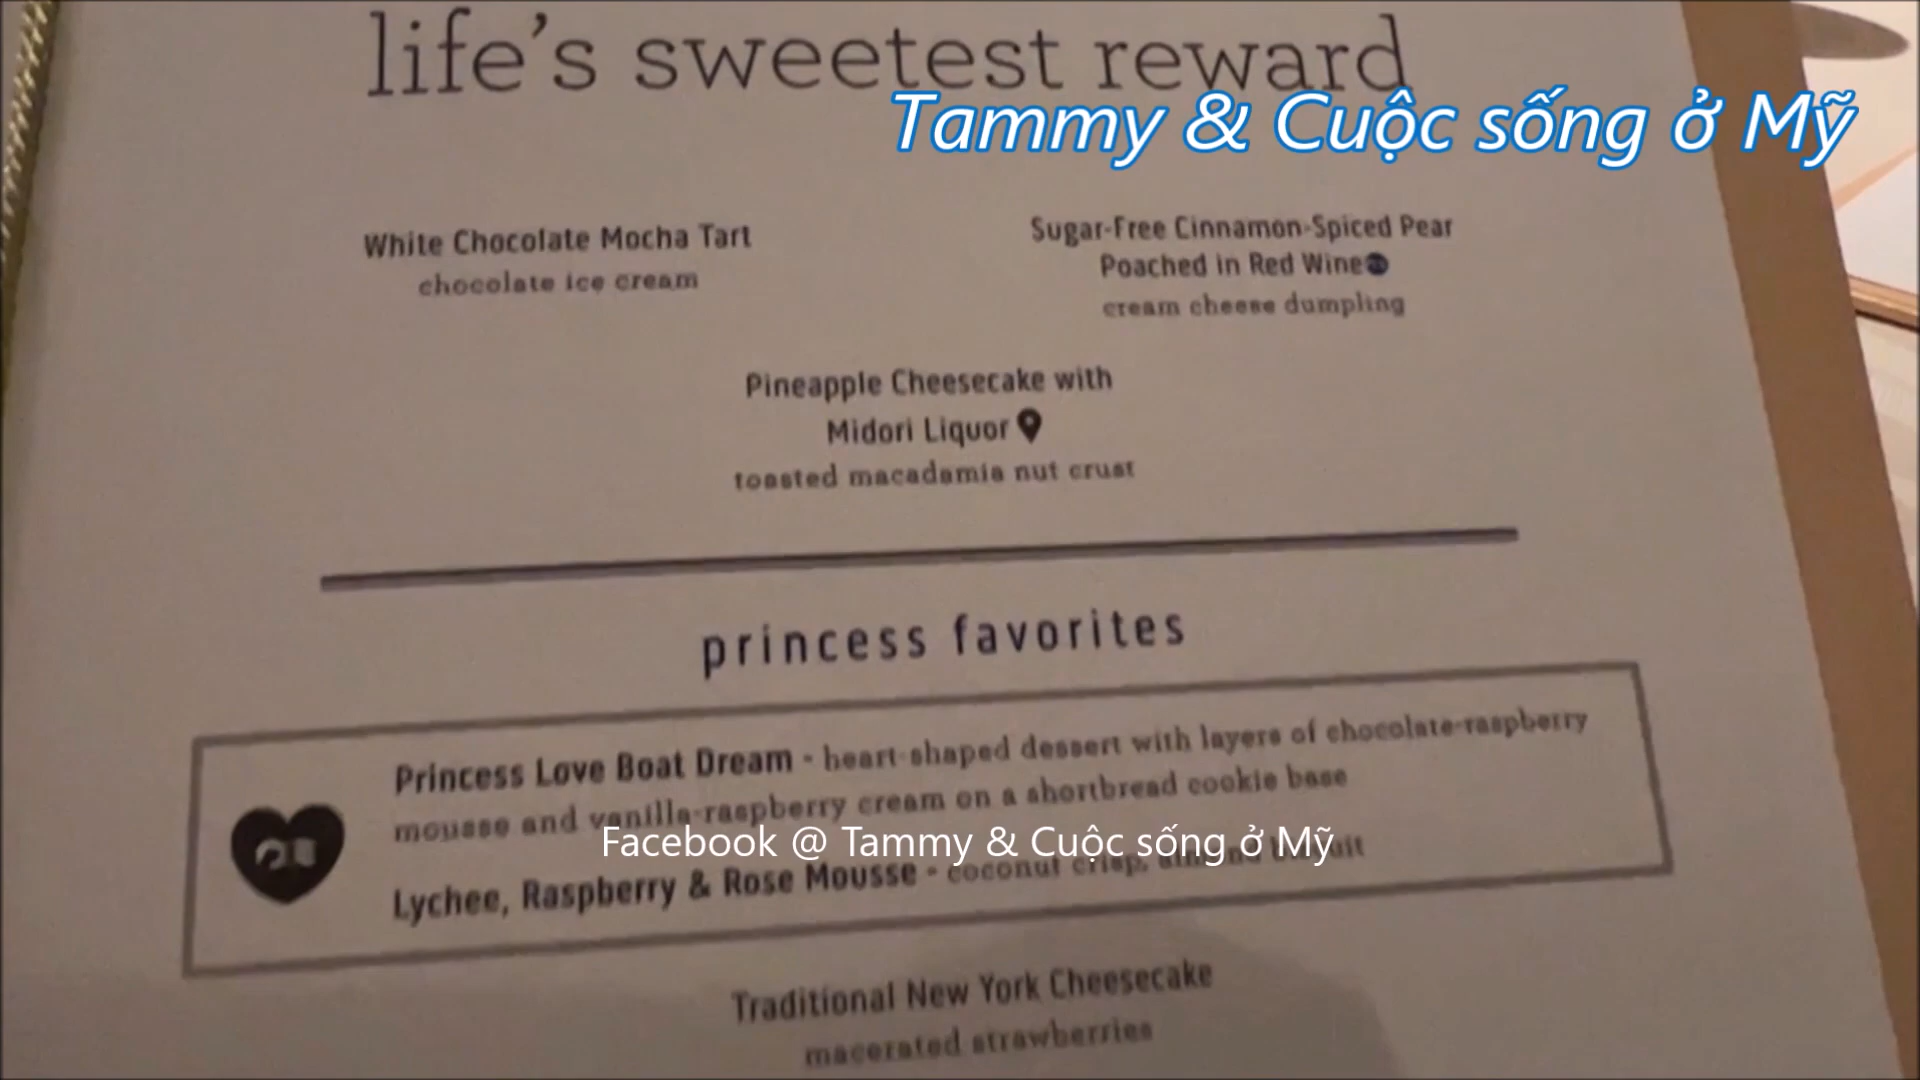 life's sweetest reward
Tammy & Cuộc sống ở Mỹ
White Chocolate Mocha Tart
chocolate ice cream
Sugar-Free Cinnamon-Spiced Pear
Poached in Red Wine
cream cheese dumpling
Pineapple Cheesecake with
Midori Liquor
toasted macadamia nut crust
princess favorites
Princess Love Boat Dream - heart-shaped dessert with layers of chocolate-raspberry
mousse and vanilla-raspberry cream on a shortbread cookie base
Facebook @ Tammy & Cuộc sống ở Mỹ
Lychee, Raspberry & Rose Mousse - coconut crisp,
Traditional New York Cheesecake
macerated strawberries